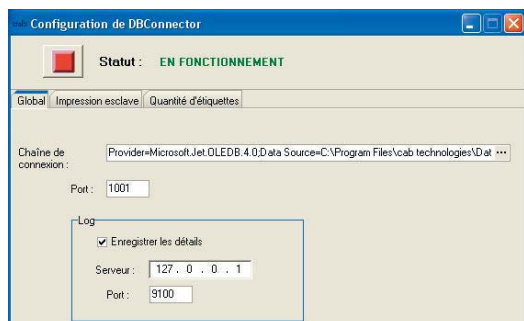 Configuration de DBConnector
Statut : EN FONCTIONNEMENT
Global Impression esclave Quantité d'étiquettes
Chaîne de connexion : Provider=Microsoft.Jet.OLEDB.4.0;Data Source=C:\Program Files\cab technologies\Dat ...
Port : 1001
Log
Enregistrer les détails
Serveur : 127 . 0 . 0 . 1
Port : 9100